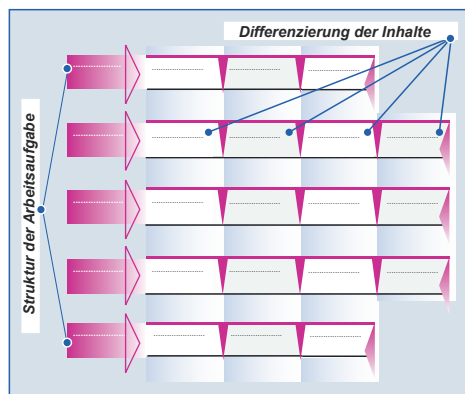 Differenzierung der Inhalte
Struktur der Arbeitsaufgabe